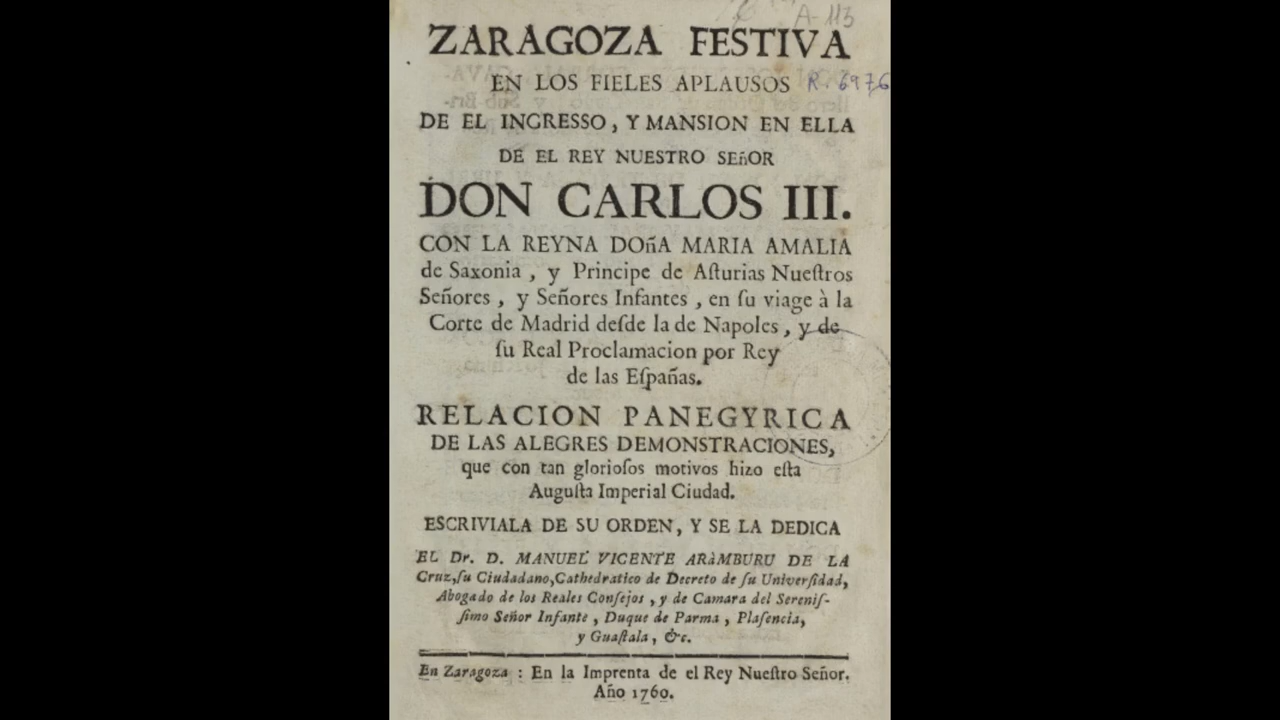 A-113
ZARAGOZA FESTIVA
EN LOS FIELES APLAUSOS R. 6976
DE EL INGRESSO, Y MANSION EN ELLA
DE EL REY NUESTRO SEñOR
DON CARLOS III.
CON LA REYNA DOñA MARIA AMALIA
de Saxonia, y Principe de Aſturias Nueſtros
Señores, y Señores Infantes, en ſu viage à la
Corte de Madrid deſde la de Napoles, y de
ſu Real Proclamacion por Rey
de las Eſpañas.
RELACION PANEGYRICA
DE LAS ALEGRES DEMONSTRACIONES,
que con tan glorioſos motivos hizo eſta
Auguſta Imperial Ciudad.
ESCRIVIALA DE SU ORDEN, Y SE LA DEDICA
EL Dr. D. MANUEL VICENTE ARàMBURU DE LA
Cruz, ſu Ciudadano, Cathedratico de Decreto de ſu Univerſidad,
Abogado de los Reales Conſejos, y de Camara del Sereniſ-
ſimo Señor Infante, Duque de Parma, Plaſencia,
y Guaſtala, &c.
En Zaragoza: En la Imprenta de el Rey Nueſtro Señor.
Año 1760.